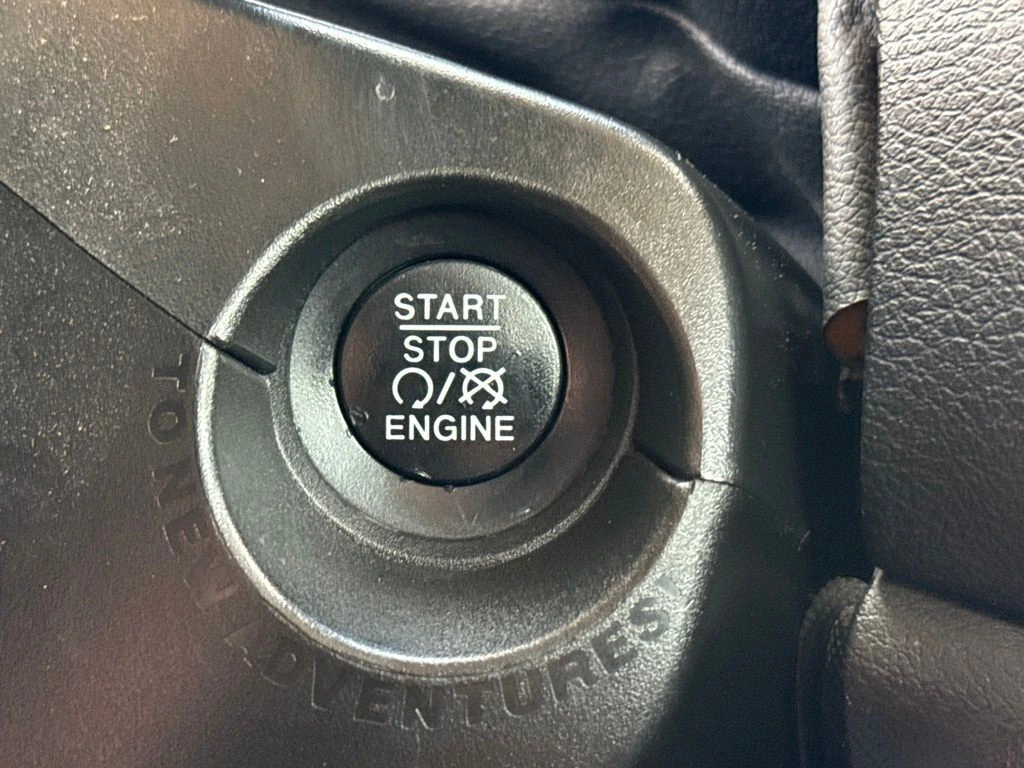 START
STOP
/
ENGINE
TO NEW ADVENTURES!